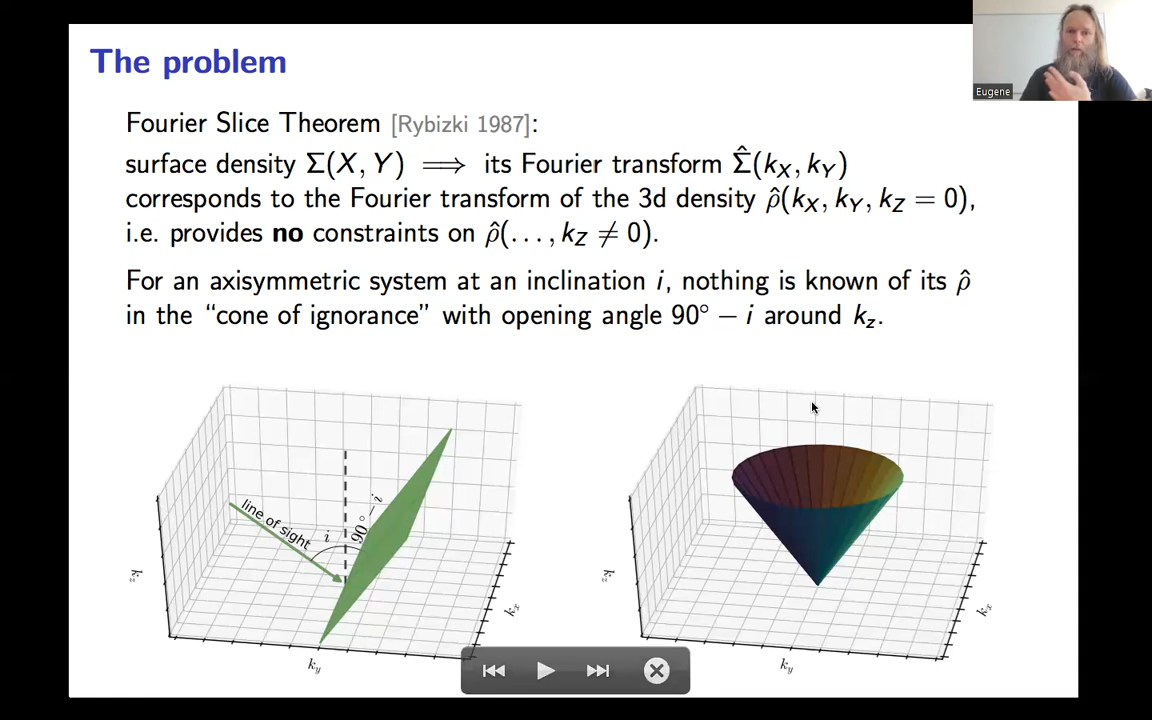 The problem
Eugene
Fourier Slice Theorem [Rybizki 1987]:
surface density Σ(X, Y) ⟹ its Fourier transform Σ̂(k_X, k_Y)
corresponds to the Fourier transform of the 3d density ρ̂(k_X, k_Y, k_Z = 0),
i.e. provides no constraints on ρ̂(..., k_Z ≠ 0).
For an axisymmetric system at an inclination i, nothing is known of its ρ̂
in the “cone of ignorance” with opening angle 90° − i around k_z.
line of sight
i
90° − i
k_z
k_y
k_x
k_z
k_y
k_x